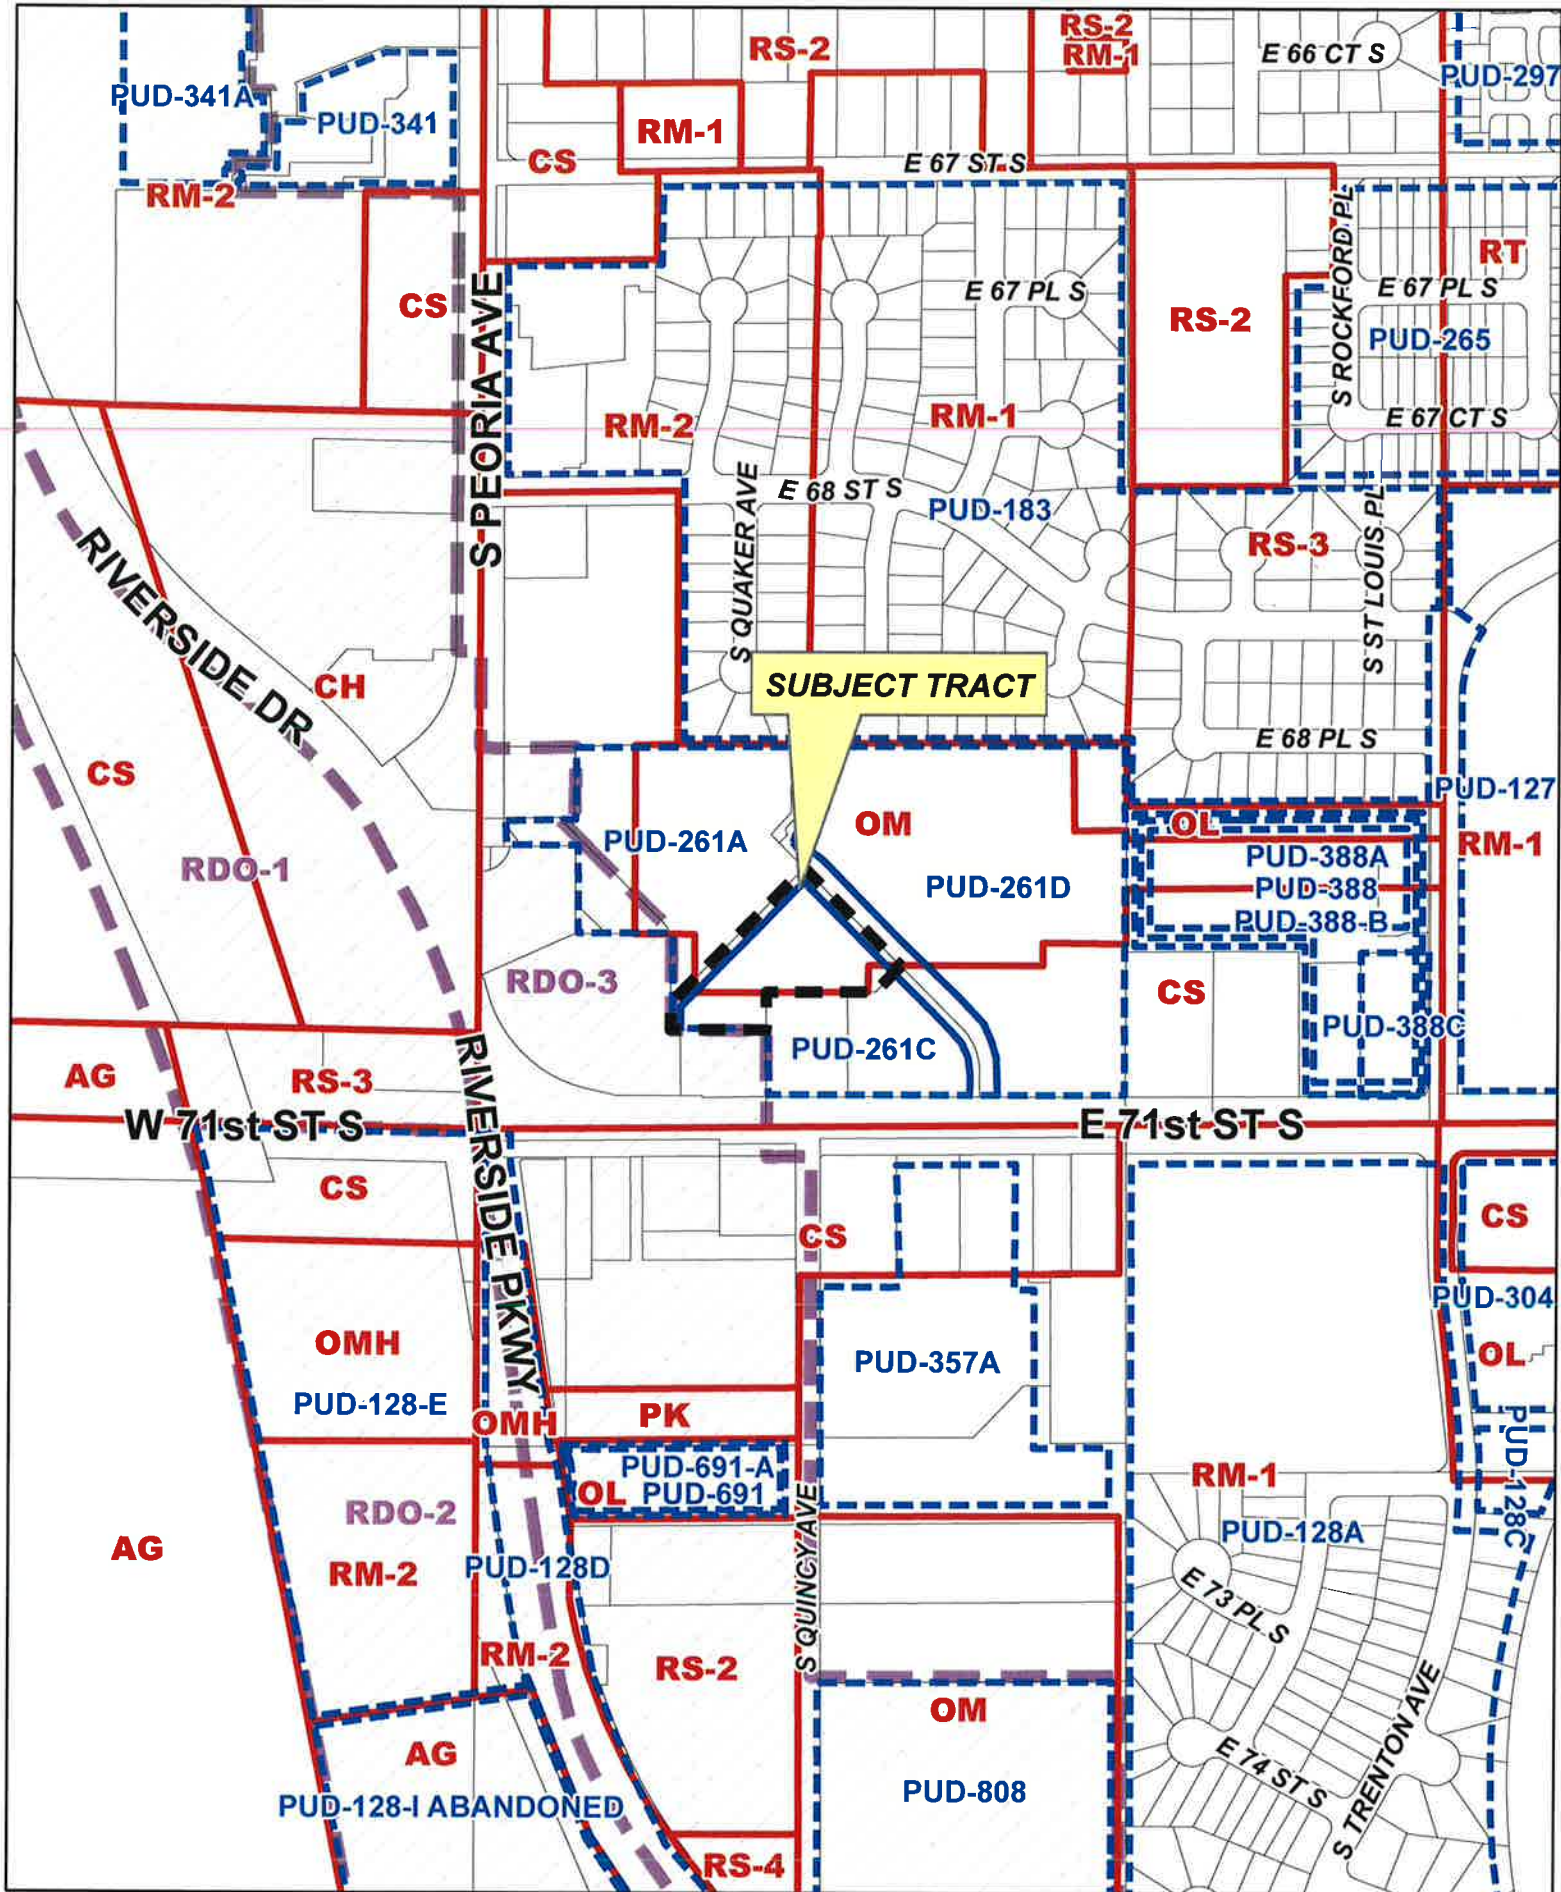 RS-2
RS-2
RM-1
E 66 CT S
PUD-297
PUD-341A
PUD-341
RM-1
CS
E 67 ST S
RM-2
S ROCKFORD PL
RT
CS
S PEORIA AVE
E 67 PL S
E 67 PL S
RS-2
PUD-265
RM-2
RM-1
E 67 CT S
E 68 ST S
PUD-183
S QUAKER AVE
RS-3
S ST LOUIS PL
RIVERSIDE DR
CH
SUBJECT TRACT
E 68 PL S
CS
PUD-127
OM
OL
PUD-261A
RM-1
PUD-388A
RDO-1
PUD-261D
PUD-388
PUD-388-B
RDO-3
CS
PUD-388C
PUD-261C
AG
RS-3
W 71st ST S
E 71st ST S
RIVERSIDE PKWY
CS
CS
CS
PUD-304
OMH
PUD-357A
OL
PUD-128-E
OMH
PK
PUD-691-A
OL
PUD-691
RM-1
PUD-128C
RDO-2
AG
PUD-128A
RM-2
PUD-128D
S QUINCY AVE
E 73 PL S
RM-2
RS-2
OM
AG
E 74 ST S
S TRENTON AVE
PUD-808
PUD-128-I ABANDONED
RS-4